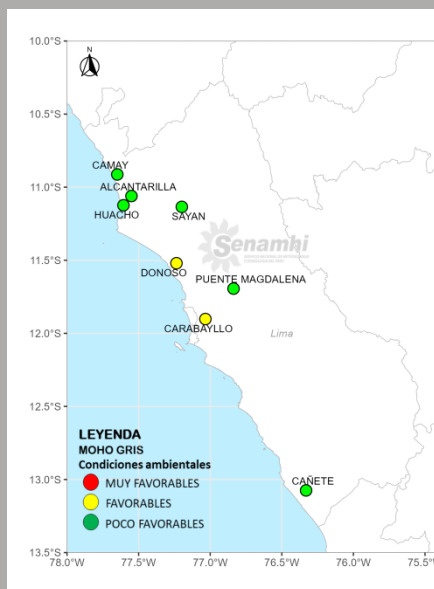 10.0°S
N
10.5°S
CAMAY
11.0°S
ALCANTARILLA
HUACHO
SAYAN
Senamhi
11.5°S
DONOSO
PUENTE MAGDALENA
CARABAYLLO
12.0°S
Lima
12.5°S
LEYENDA
MOHO GRIS
Condiciones ambientales
MUY FAVORABLES
FAVORABLES
POCO FAVORABLES
13.0°S
CAÑETE
13.5°S
78.0°W 77.5°W 77.0°W 76.5°W 76.0°W 75.5°